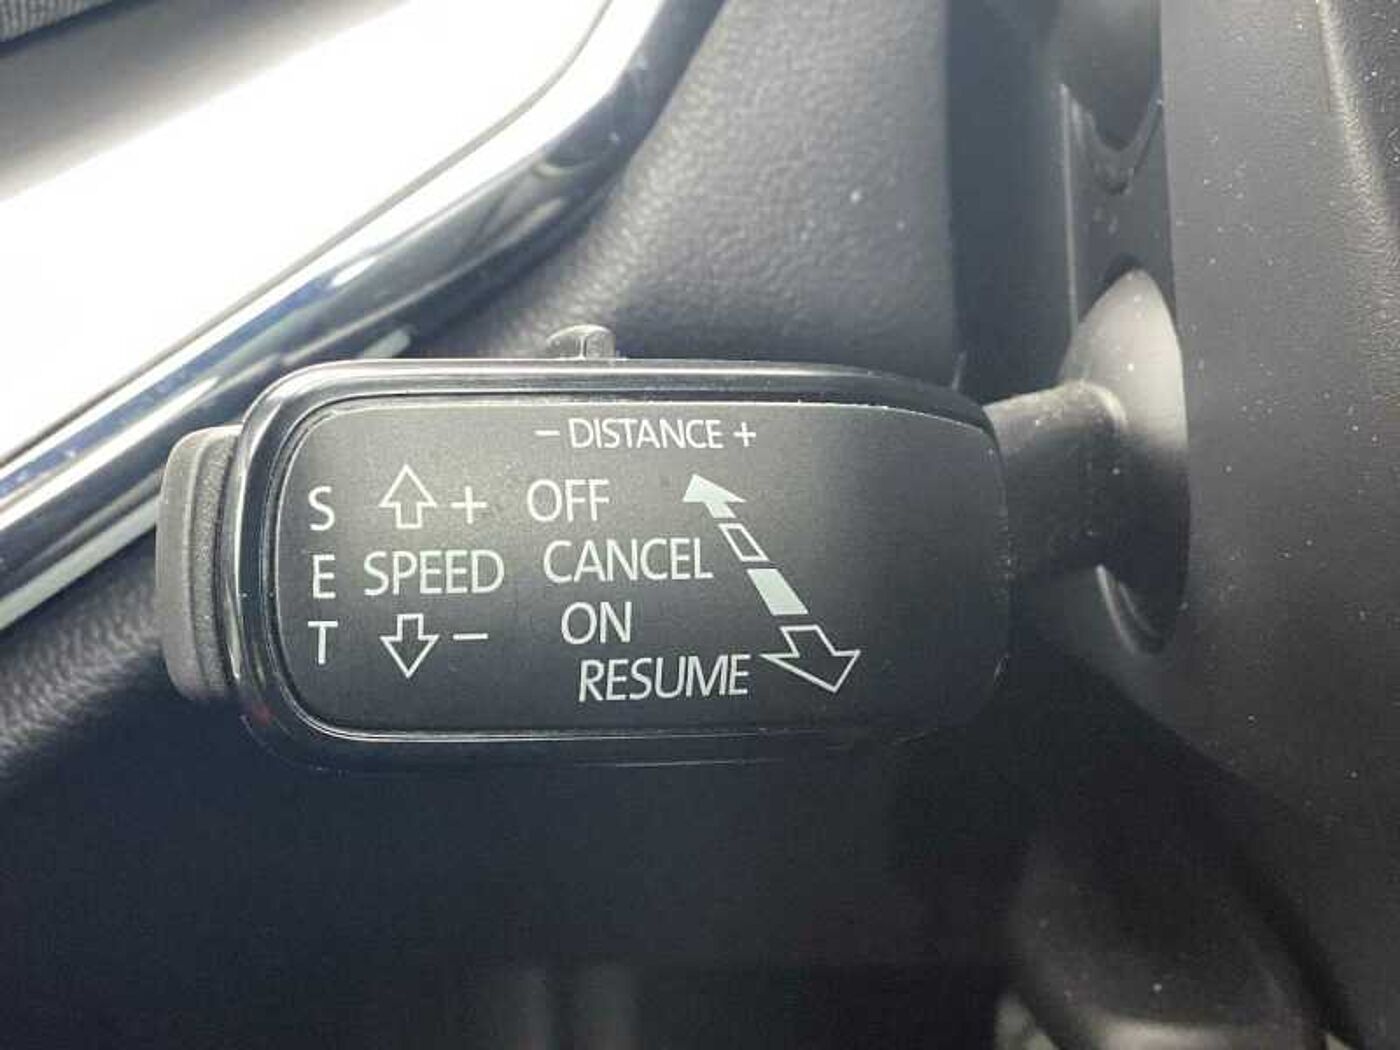 – DISTANCE +
S + OFF
E SPEED CANCEL
T – ON
RESUME